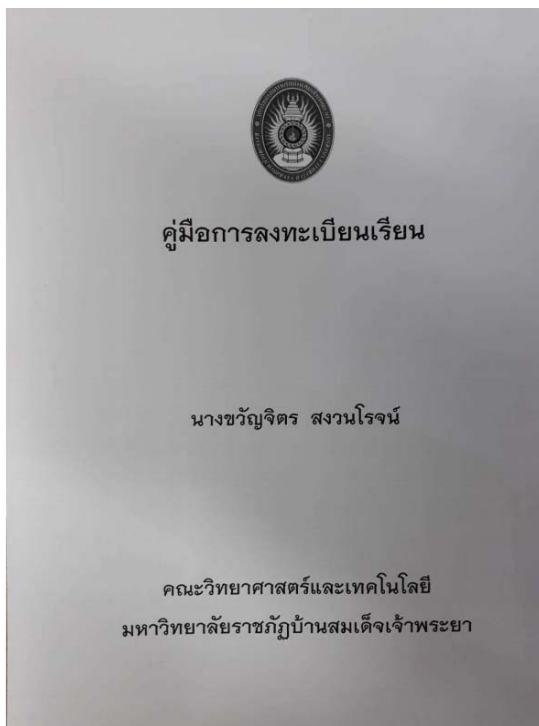 คู่มือการลงทะเบียนเรียน
นางขวัญจิตร สงวนโรจน์
คณะวิทยาศาสตร์และเทคโนโลยี
มหาวิทยาลัยราชภัฏบ้านสมเด็จเจ้าพระยา